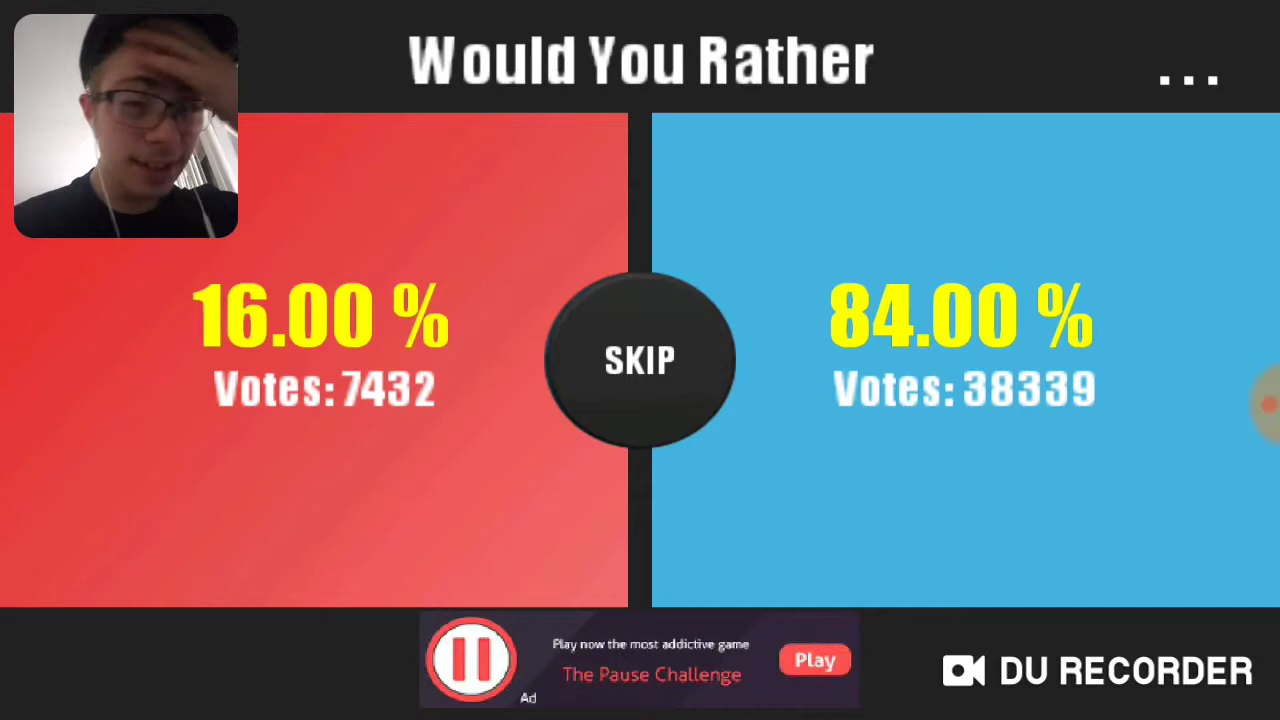 Would You Rather
...
16.00 %
Votes: 7432
SKIP
84.00 %
Votes: 38339
Play now the most addictive game
The Pause Challenge
Play
Ad
DU RECORDER